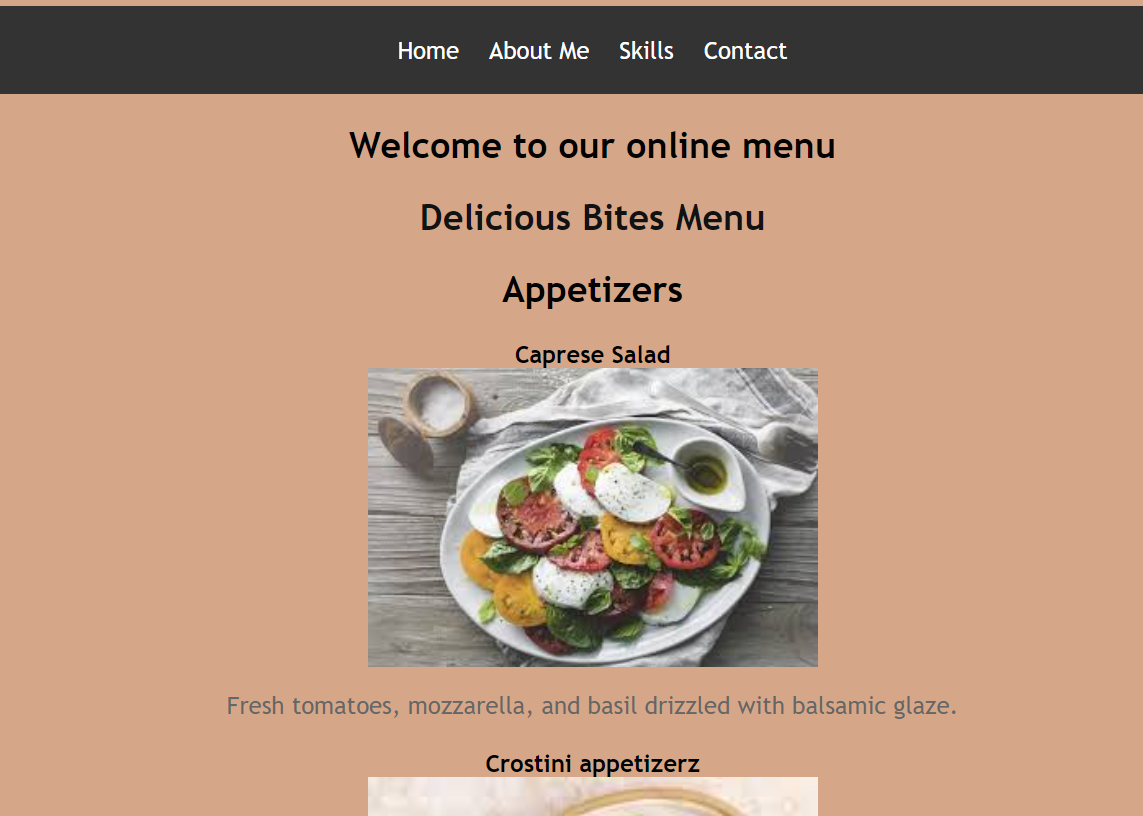 Home About Me Skills Contact
Welcome to our online menu
Delicious Bites Menu
Appetizers
Caprese Salad
Fresh tomatoes, mozzarella, and basil drizzled with balsamic glaze.
Crostini appetizerz